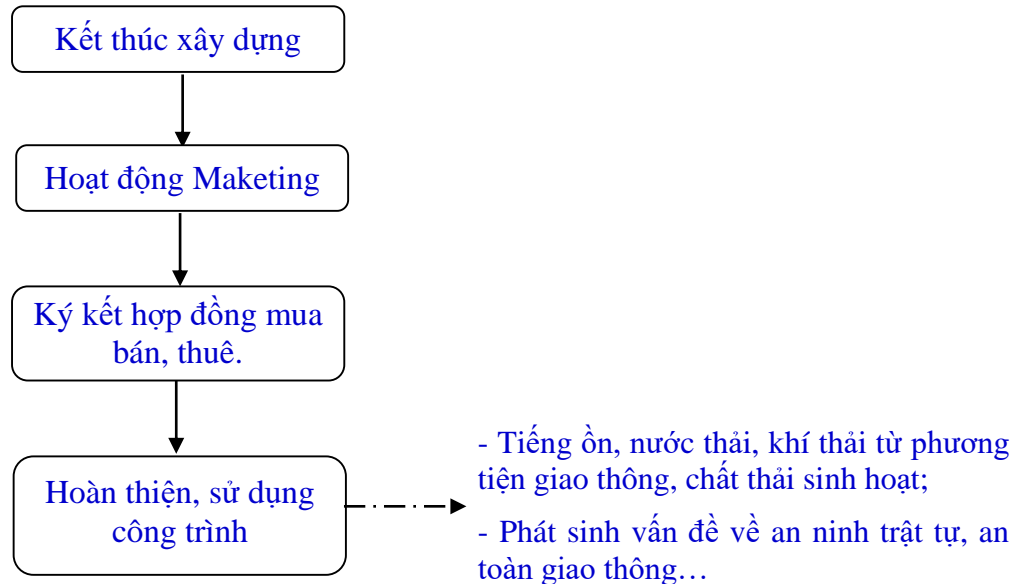 Kết thúc xây dựng
Hoạt động Maketing
Ký kết hợp đồng mua
bán, thuê.
Hoàn thiện, sử dụng
công trình
- Tiếng ồn, nước thải, khí thải từ phương
tiện giao thông, chất thải sinh hoạt;
- Phát sinh vấn đề về an ninh trật tự, an
toàn giao thông…